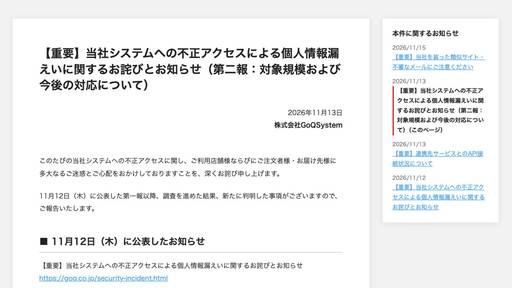 【重要】当社システムへの不正アクセスによる個人情報漏
えいに関するお詫びとお知らせ（第二報：対象規模および
今後の対応について）
2026年11月13日
株式会社GoQSystem
このたびの当社システムへの不正アクセスに関し、ご利用店舗様ならびにご注文者様・お届け先様に
多大なるご迷惑とご心配をおかけしておりますことを、深くお詫び申し上げます。
11月12日（木）に公表した第一報以降、調査を進めた結果、新たに判明した事項がございますので、
ご報告いたします。
■ 11月12日（木）に公表したお知らせ
【重要】当社システムへの不正アクセスによる個人情報漏えいに関するお詫びとお知らせ
https://goq.co.jp/security-incident.html
本件に関するお知らせ
2026/11/15
【重要】当社を装った類似サイト・
不審なメールにご注意ください
2026/11/13
【重要】当社システムへの不正ア
クセスによる個人情報漏えいに関す
るお詫びとお知らせ（第二報：
対象規模および今後の対応につい
て）（このページ）
2026/11/13
【重要】連携先サービスとのAPI接
続状況について
2026/11/12
【重要】当社システムへの不正アク
セスによる個人情報漏えいに関する
お詫びとお知らせ